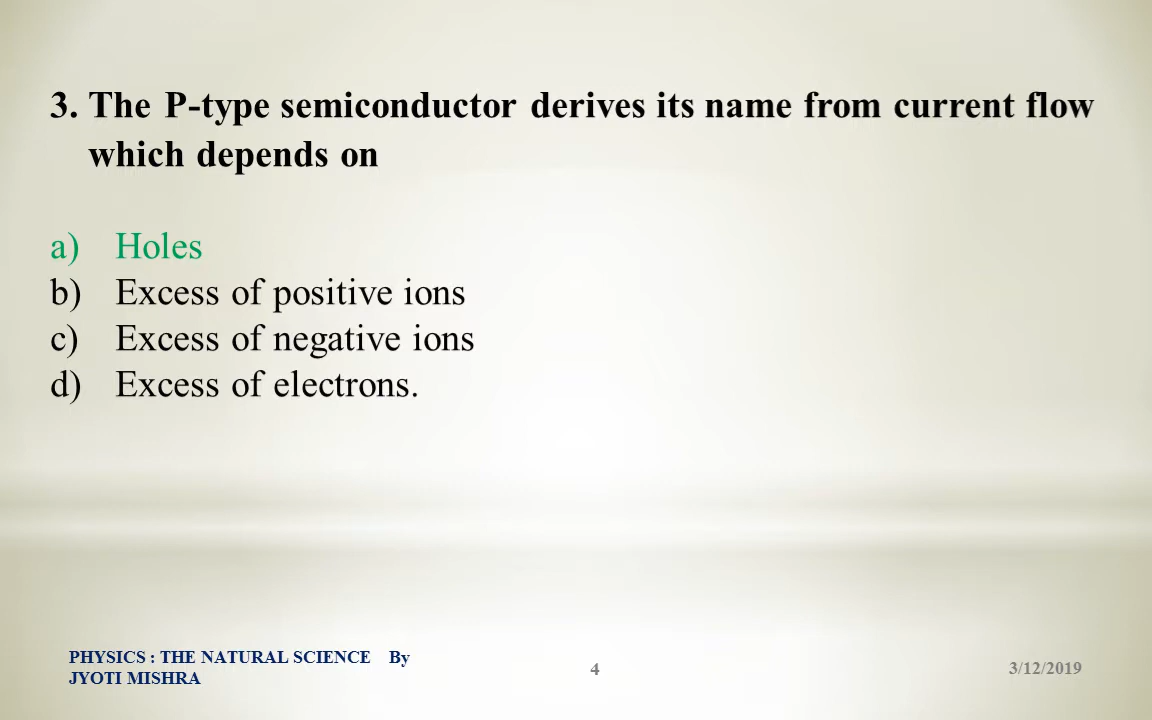 3. The P-type semiconductor derives its name from current flow
which depends on
a) Holes
b) Excess of positive ions
c) Excess of negative ions
d) Excess of electrons.
PHYSICS : THE NATURAL SCIENCE By
JYOTI MISHRA
4
3/12/2019